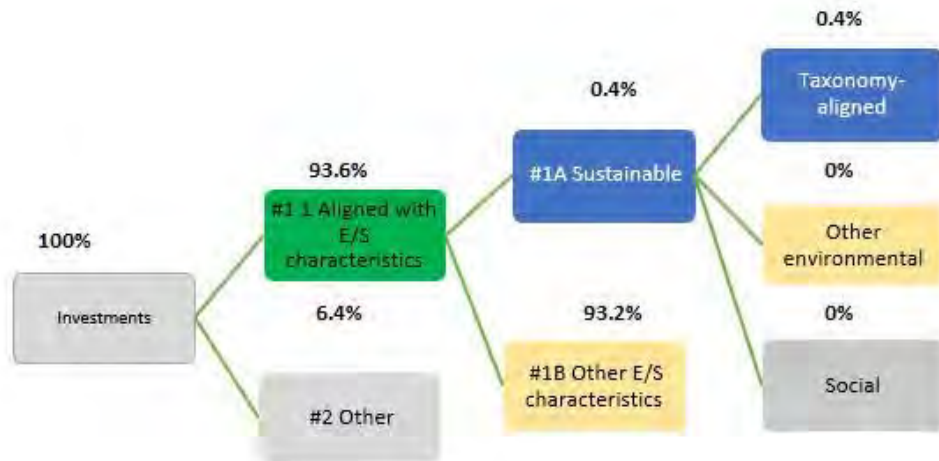 0.4%
Taxonomy-
aligned
0.4%
#1A Sustainable
93.6%
#1 1 Aligned with
E/S
characteristics
0%
Other
environmental
100%
Investments
6.4%
#2 Other
93.2%
#1B Other E/S
characteristics
0%
Social